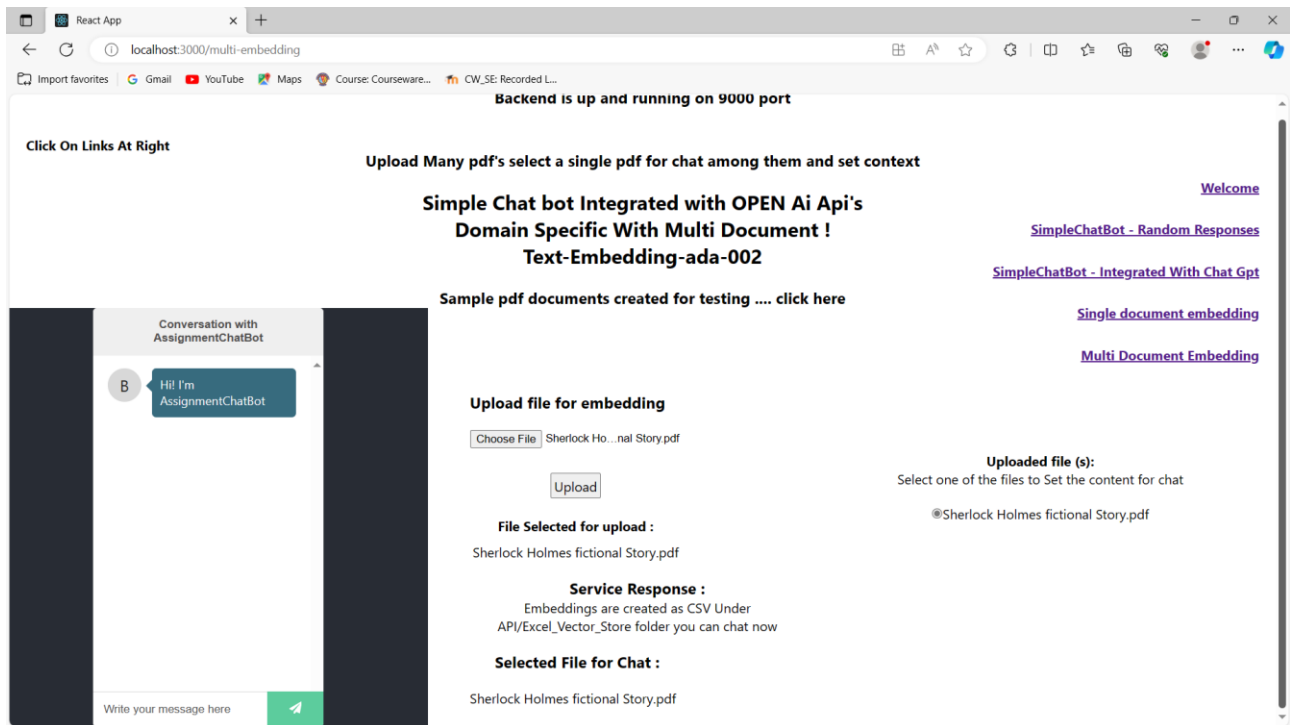 React App
localhost:3000/multi-embedding
Import favorites
Gmail
YouTube
Maps
Course: Courseware...
CW_SE: Recorded L...
Backend is up and running on 9000 port
Click On Links At Right
Upload Many pdf's select a single pdf for chat among them and set context
Simple Chat bot Integrated with OPEN Ai Api's
Domain Specific With Multi Document !
Text-Embedding-ada-002
Sample pdf documents created for testing .... click here
Welcome
SimpleChatBot - Random Responses
SimpleChatBot - Integrated With Chat Gpt
Single document embedding
Multi Document Embedding
Conversation with
AssignmentChatBot
B
Hi! I'm
AssignmentChatBot
Write your message here
Upload file for embedding
Choose File Sherlock Ho...nal Story.pdf
Upload
File Selected for upload :
Sherlock Holmes fictional Story.pdf
Service Response :
Embeddings are created as CSV Under
API/Excel_Vector_Store folder you can chat now
Selected File for Chat :
Sherlock Holmes fictional Story.pdf
Uploaded file (s):
Select one of the files to Set the content for chat
Sherlock Holmes fictional Story.pdf